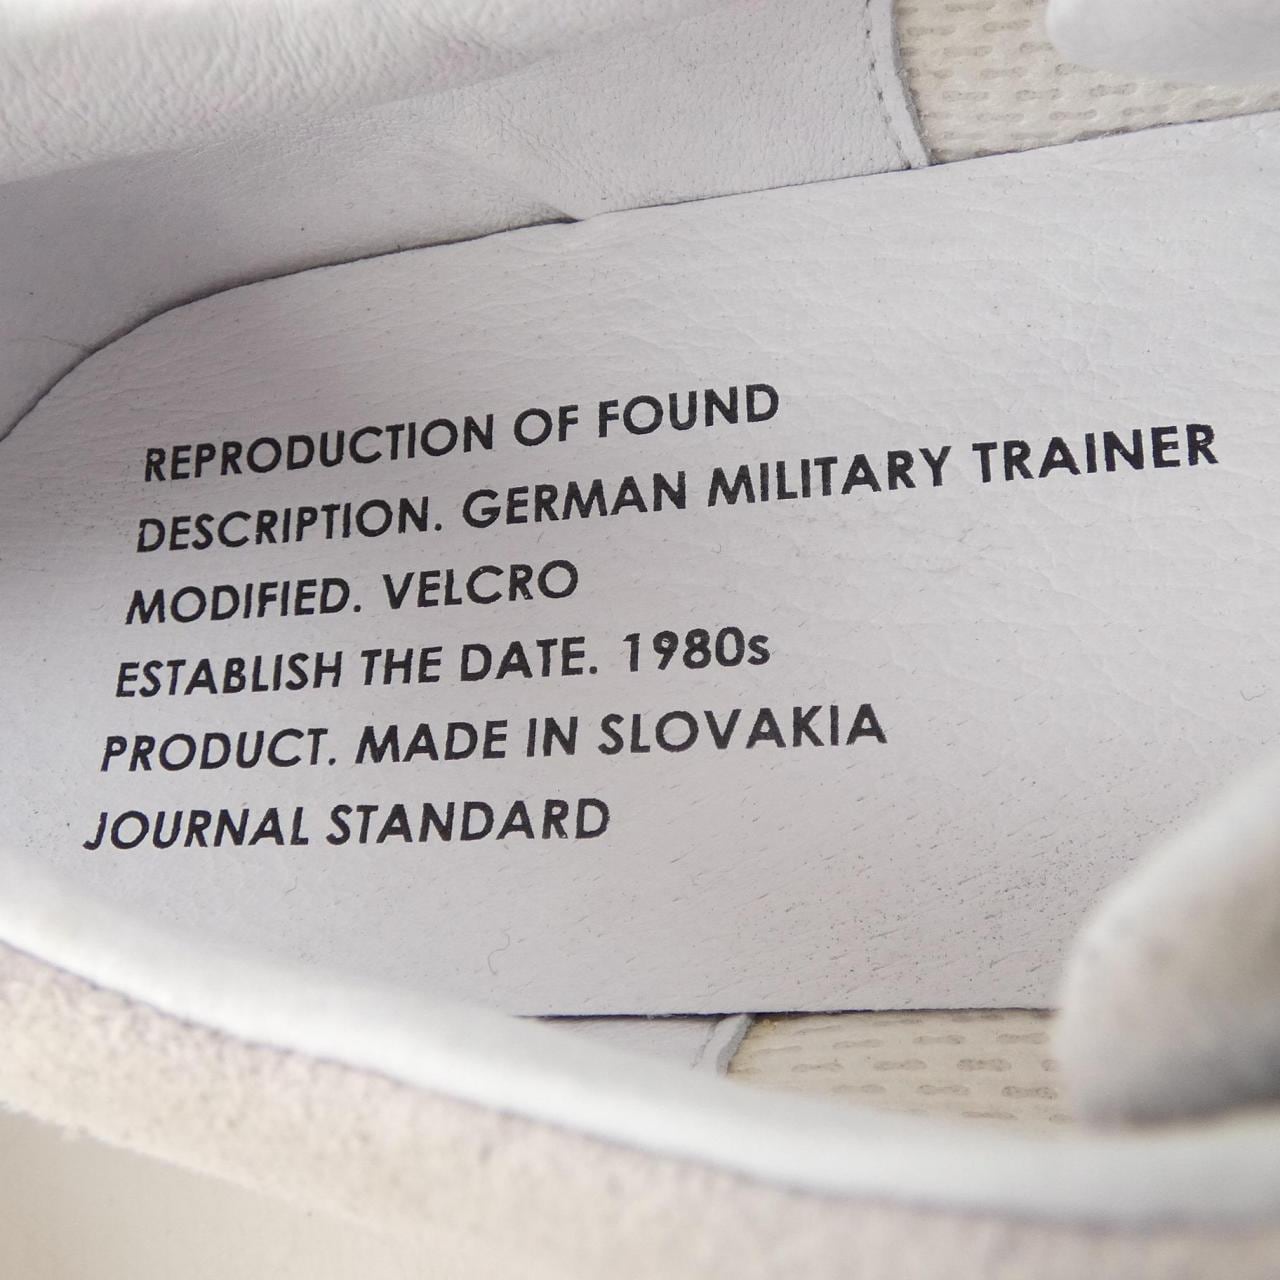 REPRODUCTION OF FOUND
DESCRIPTION. GERMAN MILITARY TRAINER
MODIFIED. VELCRO
ESTABLISH THE DATE. 1980s
PRODUCT. MADE IN SLOVAKIA
JOURNAL STANDARD